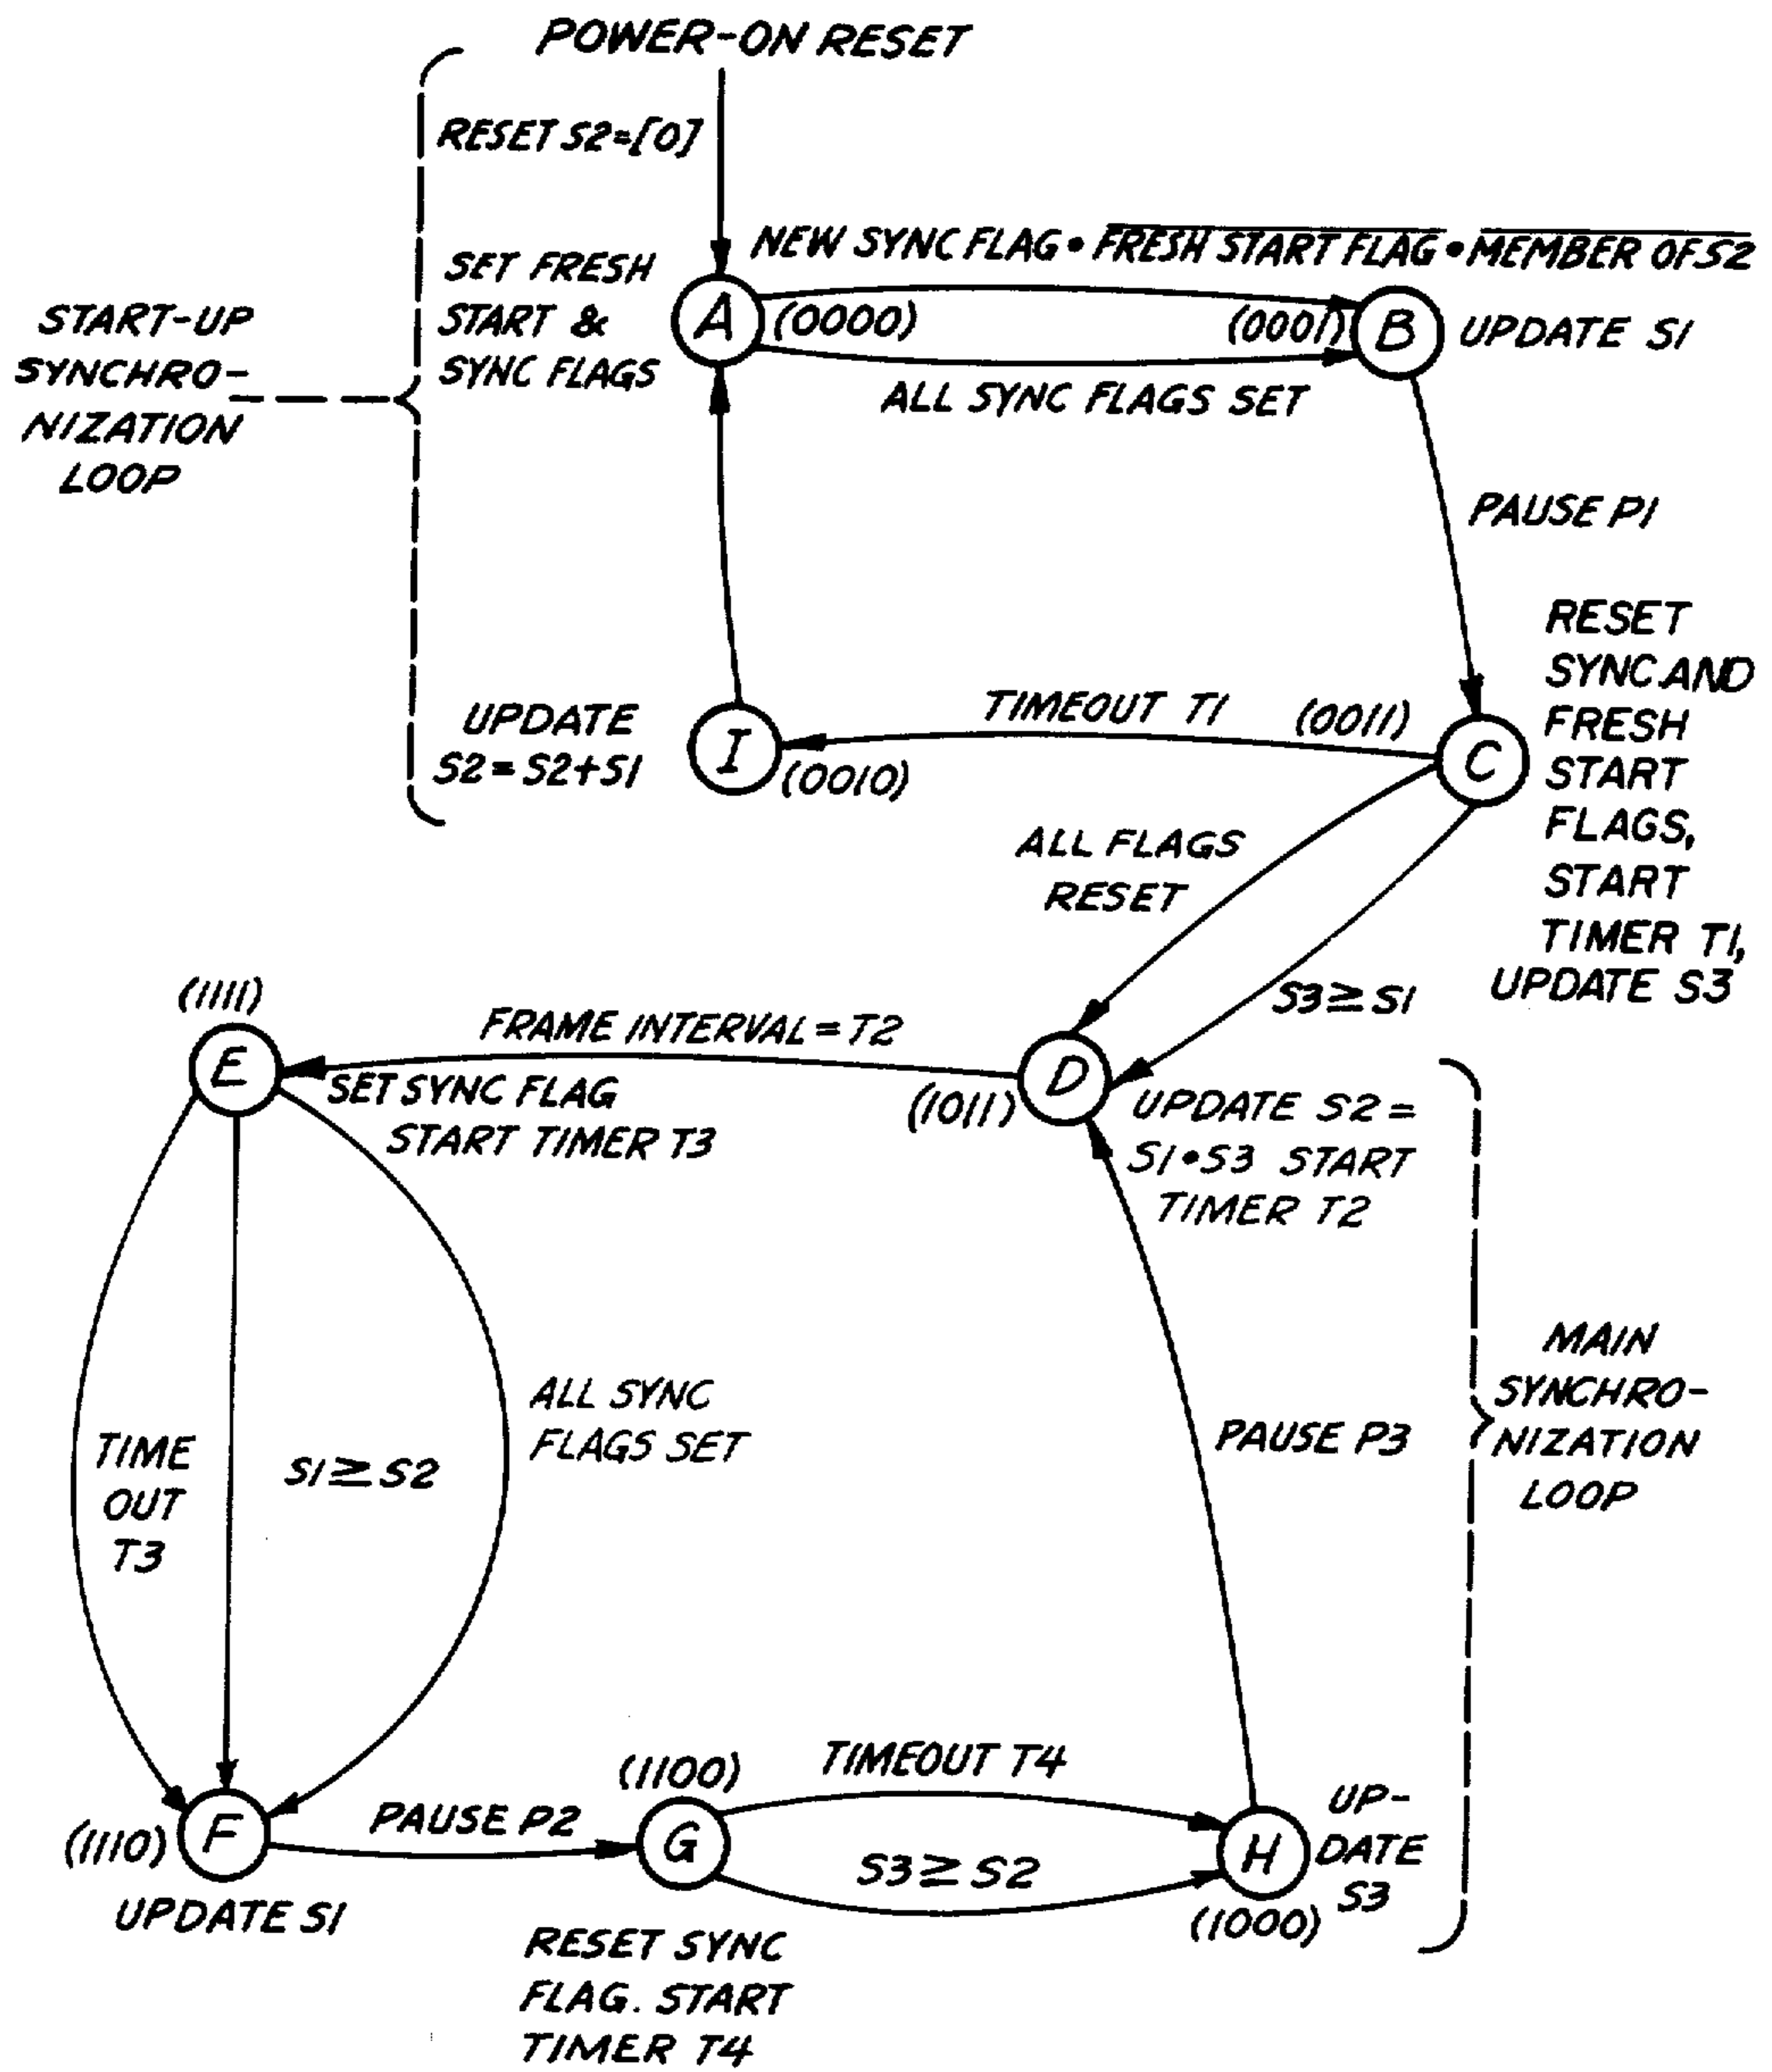 POWER-ON RESET
RESET S2=[0]
NEW SYNC FLAG • FRESH START FLAG • MEMBER OF S2
SET FRESH
START &
SYNC FLAGS
A
(0000)
(0001)
B
UPDATE S1
ALL SYNC FLAGS SET
START-UP
SYNCHRO-
NIZATION
LOOP
PAUSE P1
RESET
SYNC AND
FRESH
START
FLAGS,
START
TIMER T1,
UPDATE S3
UPDATE
S2=S2+S1
I
(0010)
TIMEOUT T1
(0011)
C
ALL FLAGS
RESET
S3≥S1
(1111)
E
FRAME INTERVAL=T2
SET SYNC FLAG
START TIMER T3
(1011)
D
UPDATE S2=
S1•S3 START
TIMER T2
TIME
OUT
T3
S1≥S2
ALL SYNC
FLAGS SET
PAUSE P3
MAIN
SYNCHRO-
NIZATION
LOOP
(1110)
F
UPDATE S1
PAUSE P2
(1100)
G
RESET SYNC
FLAG. START
TIMER T4
TIMEOUT T4
S3≥S2
H
(1000)
UP-
DATE
S3